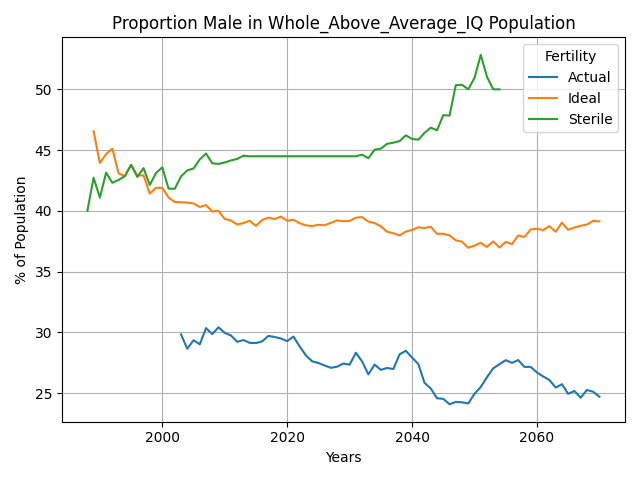 Proportion Male in Whole_Above_Average_IQ Population
Fertility
Actual
Ideal
Sterile
% of Population
50
45
40
35
30
25
2000
2020
2040
2060
Years